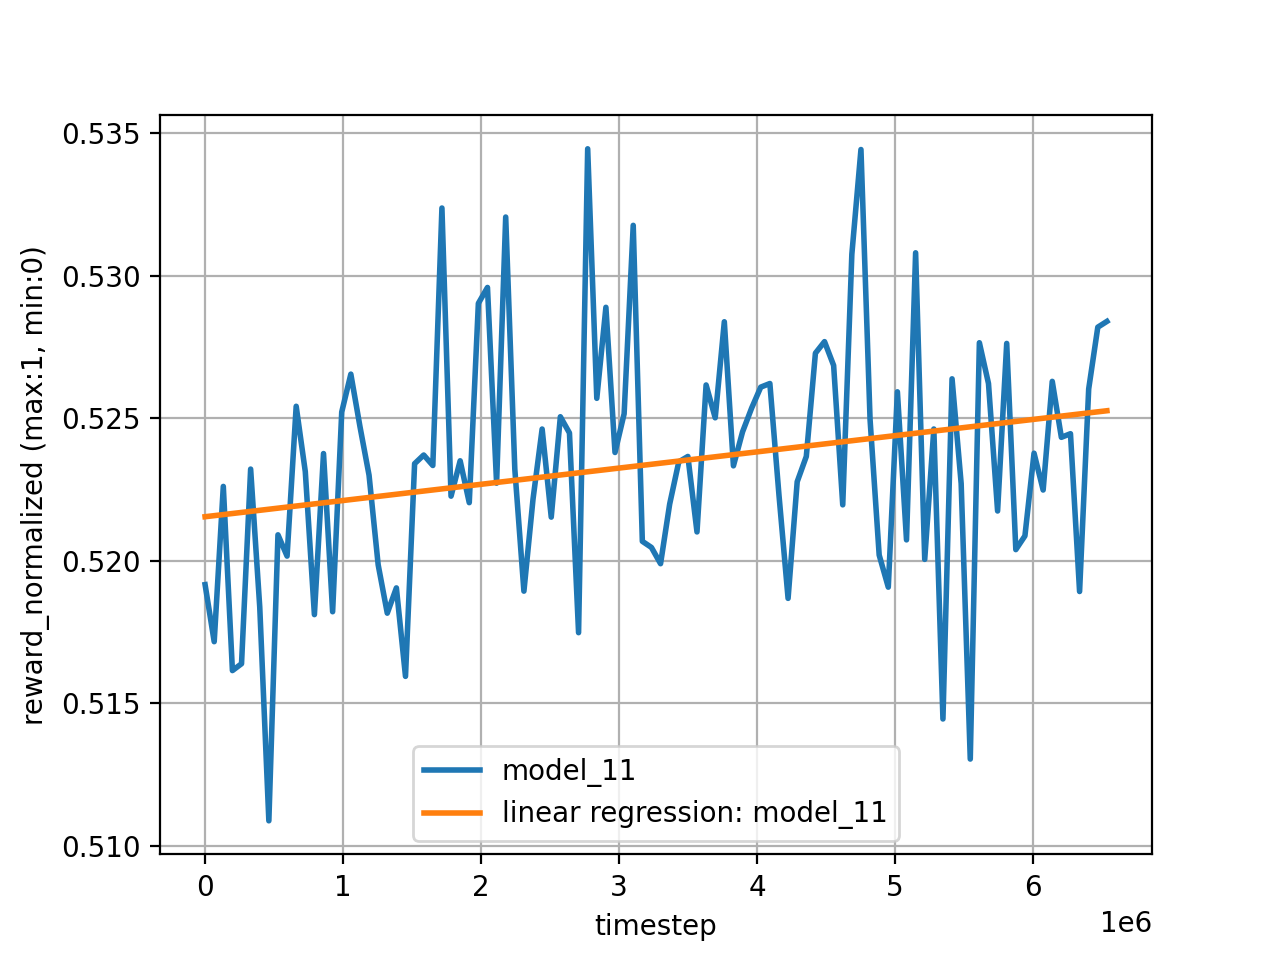 reward_normalized (max:1, min:0)
0.535
0.530
0.525
0.520
0.515
0.510
model_11
linear regression: model_11
0 1 2 3 4 5 6
1e6
timestep